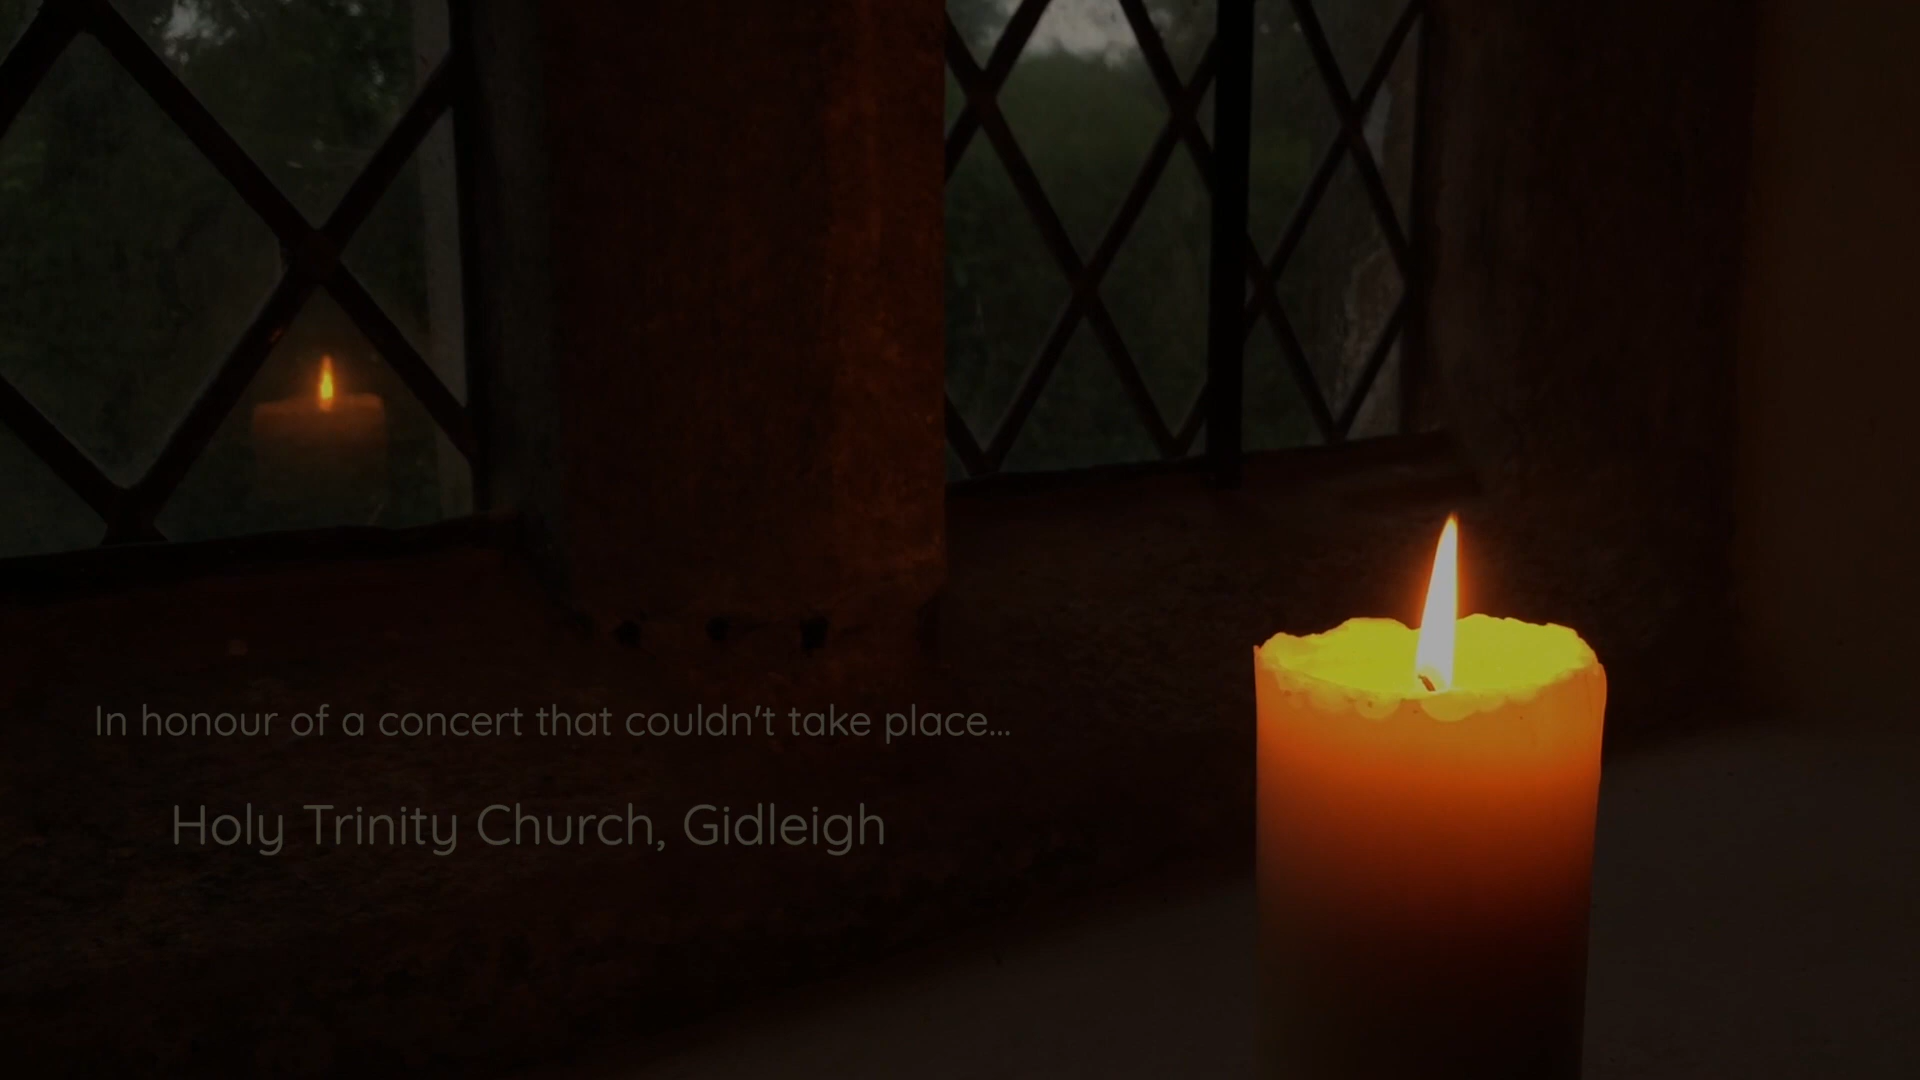 In honour of a concert that couldn't take place...
Holy Trinity Church, Gidleigh